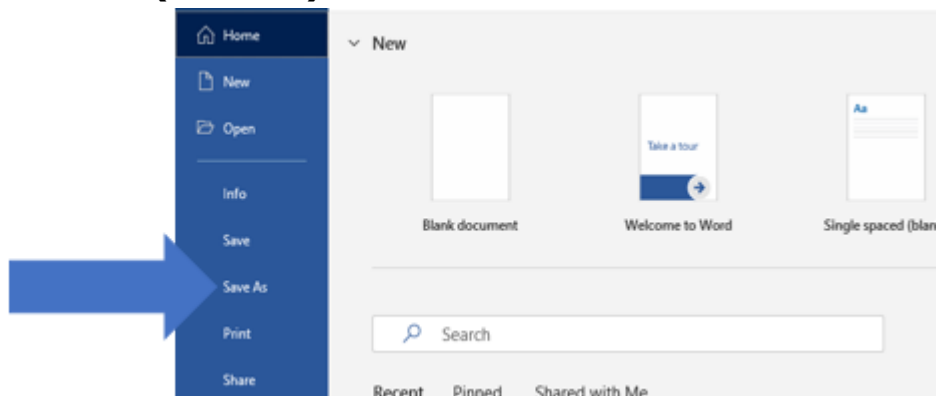 Home
New
Open
Info
Save
Save As
Print
Share
New
Take a tour
Aa
Blank document
Welcome to Word
Single spaced (blan
Search
Recent Pinned Shared with Me